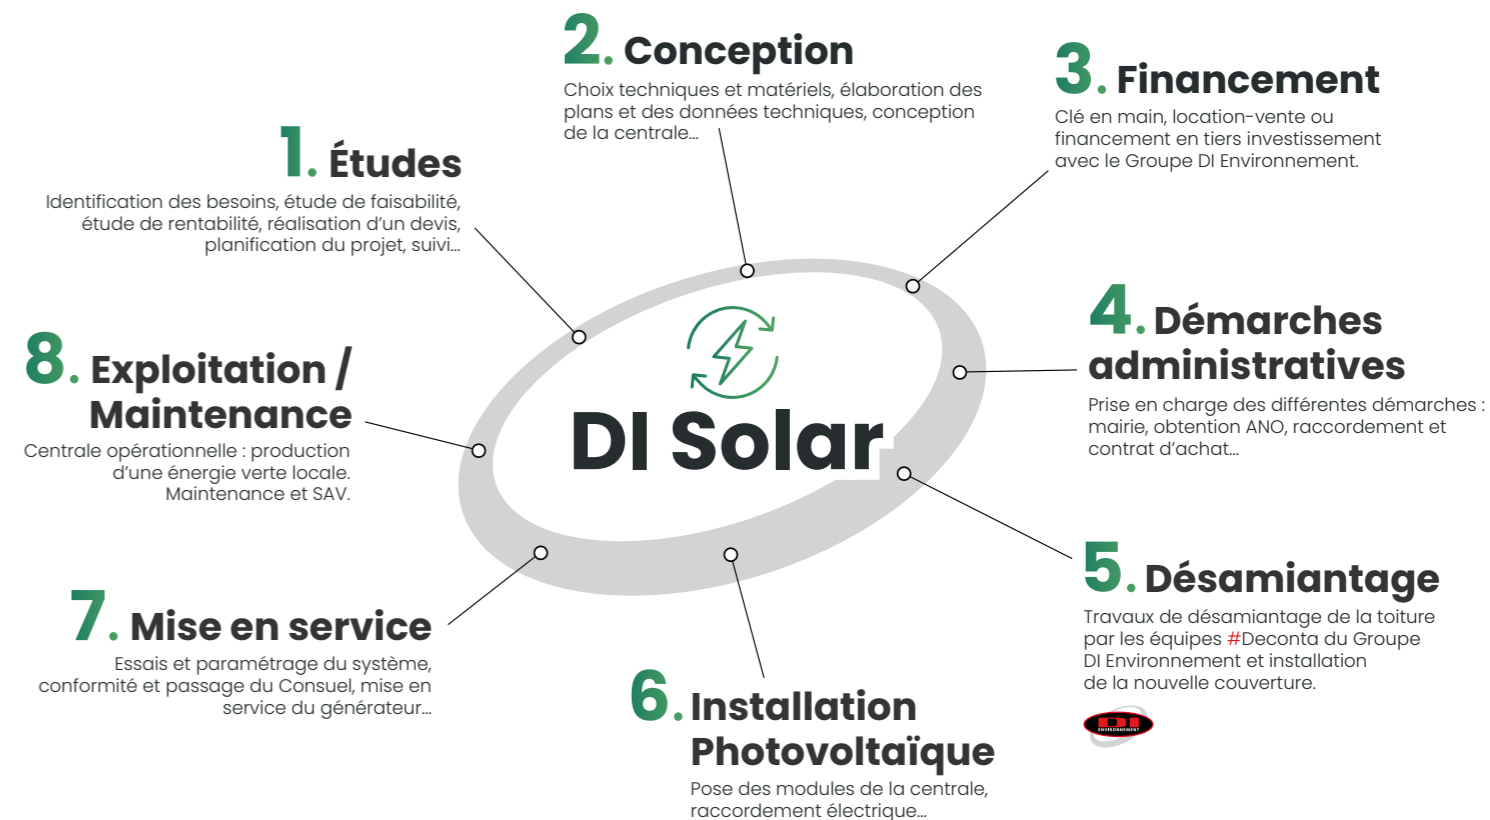 1. Études
Identification des besoins, étude de faisabilité,
étude de rentabilité, réalisation d’un devis,
planification du projet, suivi...
2. Conception
Choix techniques et matériels, élaboration des
plans et des données techniques, conception
de la centrale...
3. Financement
Clé en main, location-vente ou
financement en tiers investissement
avec le Groupe DI Environnement.
4. Démarches
administratives
Prise en charge des différentes démarches :
mairie, obtention ANO, raccordement et
contrat d’achat...
5. Désamiantage
Travaux de désamiantage de la toiture
par les équipes #Deconta du Groupe
DI Environnement et installation
de la nouvelle couverture.
DI
ENVIRONNEMENT
6. Installation
Photovoltaïque
Pose des modules de la centrale,
raccordement électrique...
7. Mise en service
Essais et paramétrage du système,
conformité et passage du Consuel, mise en
service du générateur...
8. Exploitation /
Maintenance
Centrale opérationnelle : production
d’une énergie verte locale.
Maintenance et SAV.
DI Solar